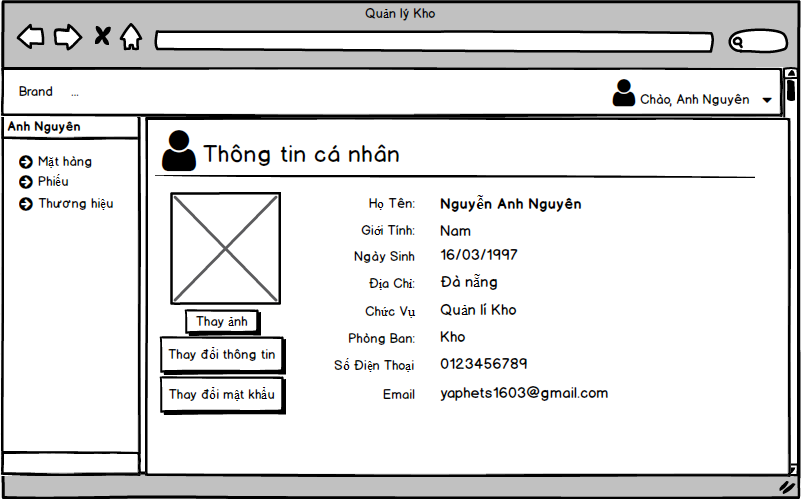 Quản lý Kho
Brand ...
Chào, Anh Nguyên
Anh Nguyên
Mặt hàng
Phiếu
Thương hiệu
Thông tin cá nhân
Thay ảnh
Thay đổi thông tin
Thay đổi mật khẩu
Họ Tên: Nguyễn Anh Nguyên
Giới Tính: Nam
Ngày Sinh 16/03/1997
Địa Chỉ: Đà nẵng
Chức Vụ Quản lí Kho
Phòng Ban: Kho
Số Điện Thoại 0123456789
Email yaphets1603@gmail.com